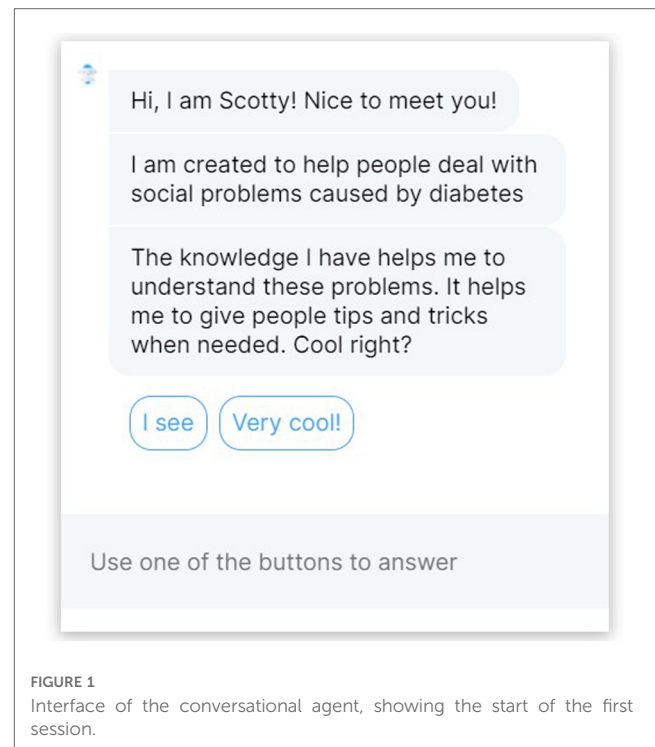 Hi, I am Scotty! Nice to meet you!
I am created to help people deal with
social problems caused by diabetes
The knowledge I have helps me to
understand these problems. It helps
me to give people tips and tricks
when needed. Cool right?
I see
Very cool!
Use one of the buttons to answer
FIGURE 1
Interface of the conversational agent, showing the start of the first
session.